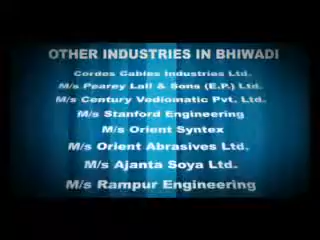 OTHER INDUSTRIES IN BHIWADI
Cordes Cables Industries Ltd.
M/s Pearey Lall & Sons (E.P.) Ltd.
M/s Century Vediomatic Pvt. Ltd.
M/s Stanford Engineering
M/s Orient Syntex
M/s Orient Abrasives Ltd.
M/s Ajanta Soya Ltd.
M/s Rampur Engineering